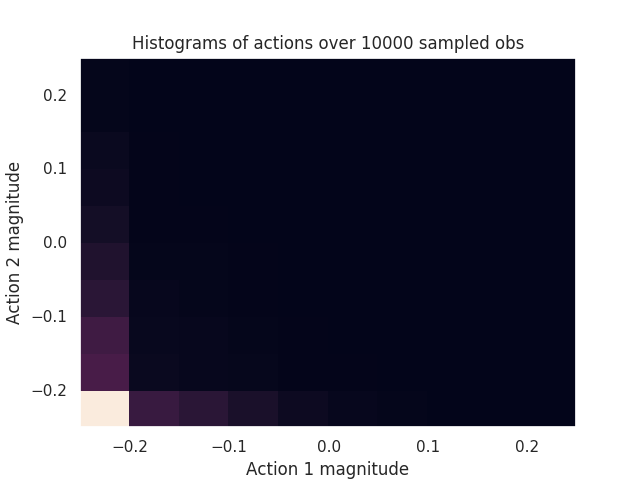 Histograms of actions over 10000 sampled obs
Action 2 magnitude
0.2
0.1
0.0
−0.1
−0.2
−0.2 −0.1 0.0 0.1 0.2
Action 1 magnitude